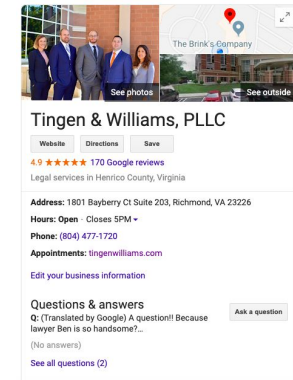 The Brink's Company
See photos
See outside
Tingen & Williams, PLLC
Website Directions Save
4.9 ★★★★★ 170 Google reviews
Legal services in Henrico County, Virginia
Address: 1801 Bayberry Ct Suite 203, Richmond, VA 23226
Hours: Open · Closes 5PM
Phone: (804) 477-1720
Appointments: tingenwilliams.com
Edit your business information
Questions & answers
Ask a question
Q: (Translated by Google) A question!! Because
lawyer Ben is so handsome?...
(No answers)
See all questions (2)